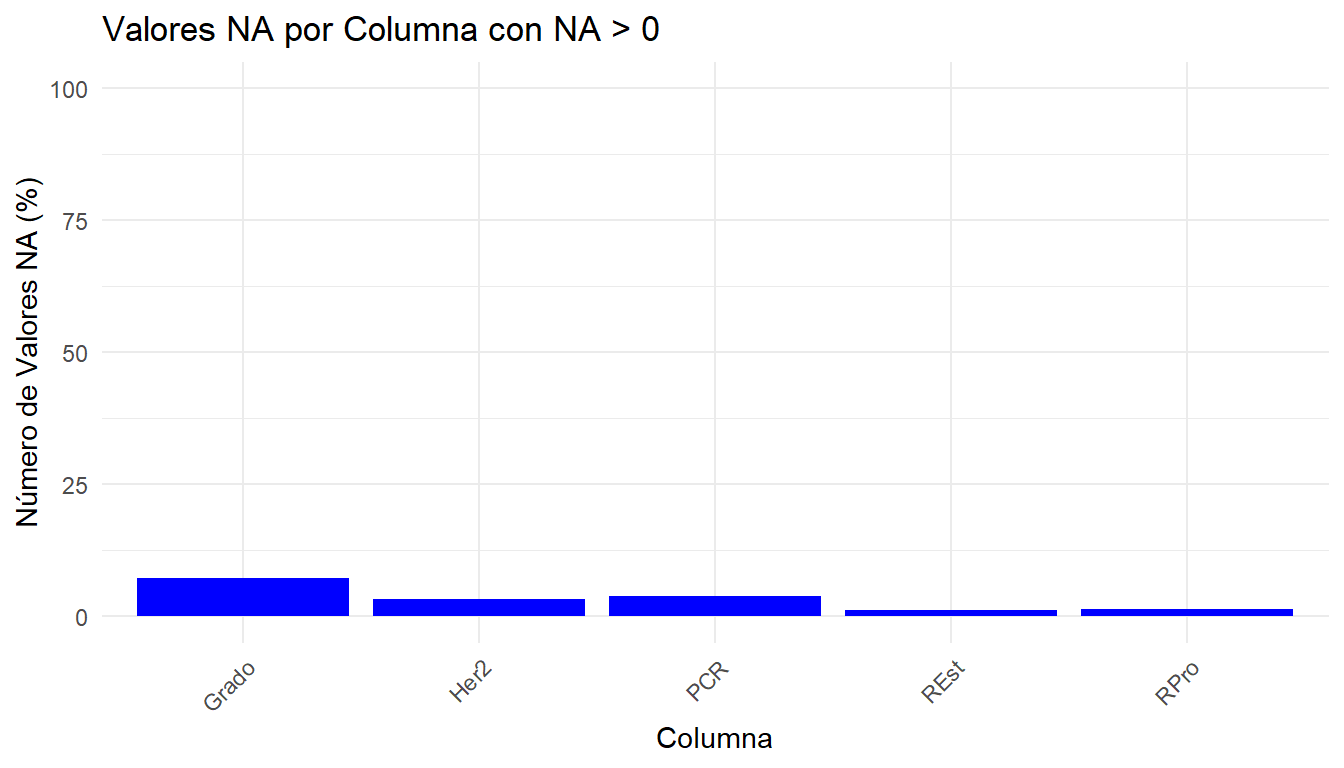 Valores NA por Columna con NA > 0
Número de Valores NA (%)
100
75
50
25
0
Grado
Her2
PCR
REst
RPro
Columna